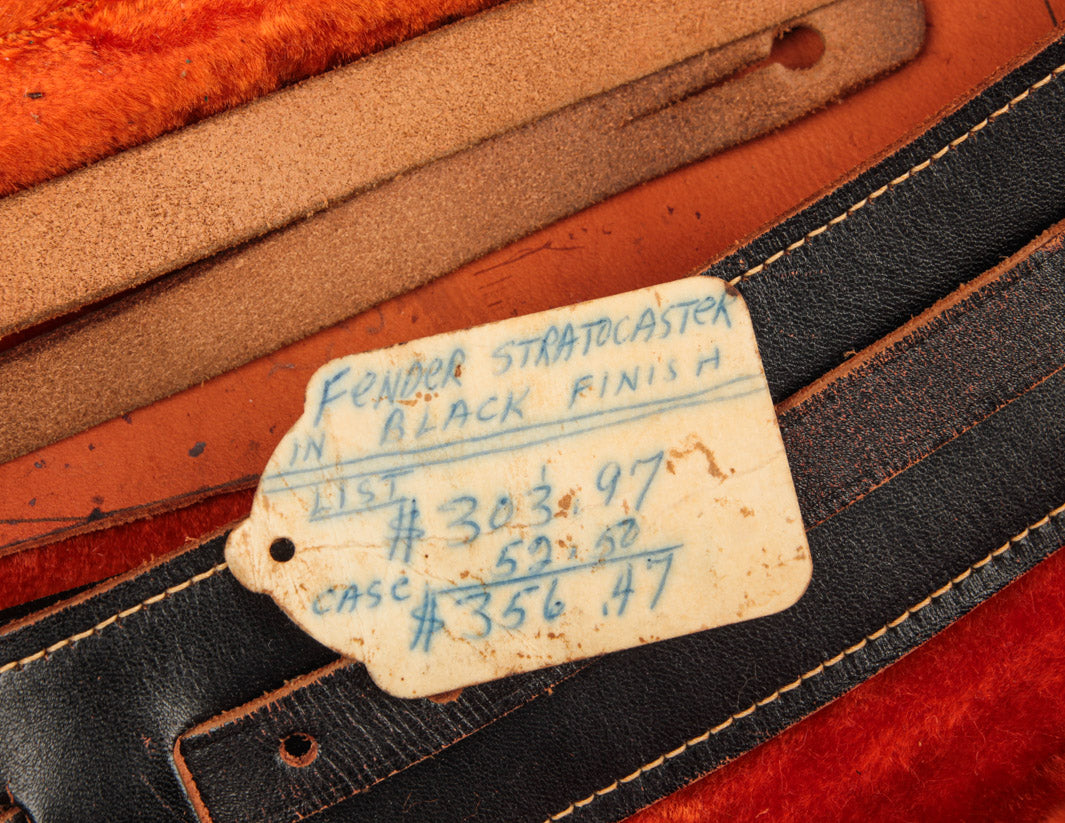 FENDER STRATOCASTER
IN BLACK FINISH
LIST $303.97
CASE 52.50
$356.47